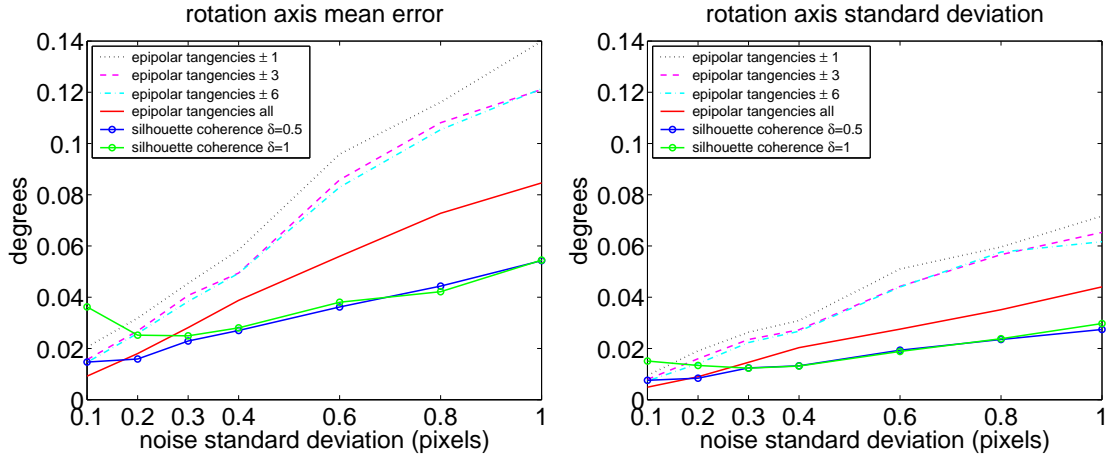 rotation axis mean error
0.14
0.12
0.1
0.08
0.06
0.04
0.02
0
degrees
epipolar tangencies ± 1
epipolar tangencies ± 3
epipolar tangencies ± 6
epipolar tangencies all
silhouette coherence δ=0.5
silhouette coherence δ=1
0.1 0.2 0.3 0.4 0.6 0.8 1
noise standard deviation (pixels)
rotation axis standard deviation
0.14
0.12
0.1
0.08
0.06
0.04
0.02
0
degrees
epipolar tangencies ± 1
epipolar tangencies ± 3
epipolar tangencies ± 6
epipolar tangencies all
silhouette coherence δ=0.5
silhouette coherence δ=1
0.1 0.2 0.3 0.4 0.6 0.8 1
noise standard deviation (pixels)